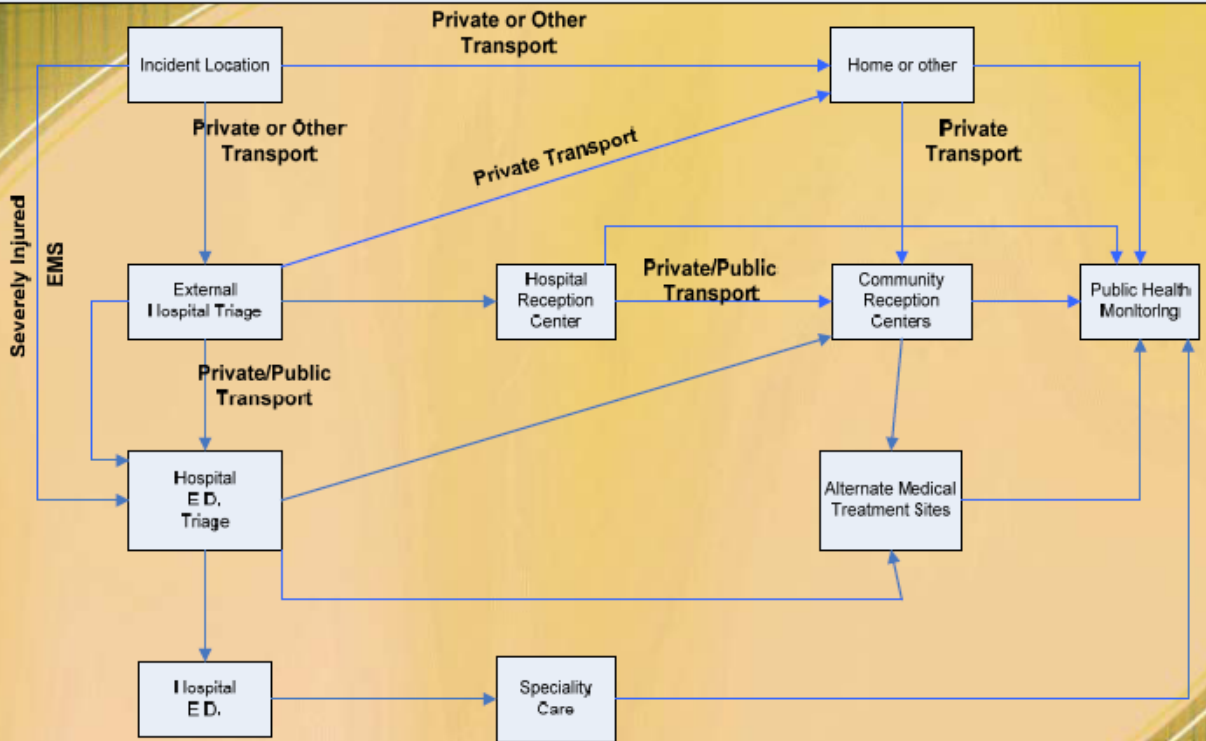 Private or Other
Transport
Incident Location
Home or other
Private or Other
Transport
Private
Transport
Private Transport
Severely Injured
EMS
External
Hospital Triage
Hospital
Reception
Center
Private/Public
Transport
Community
Reception
Centers
Public Health
Monitoring
Private/Public
Transport
Hospital
E.D.
Triage
Alternate Medical
Treatment Sites
Hospital
E.D.
Speciality
Care